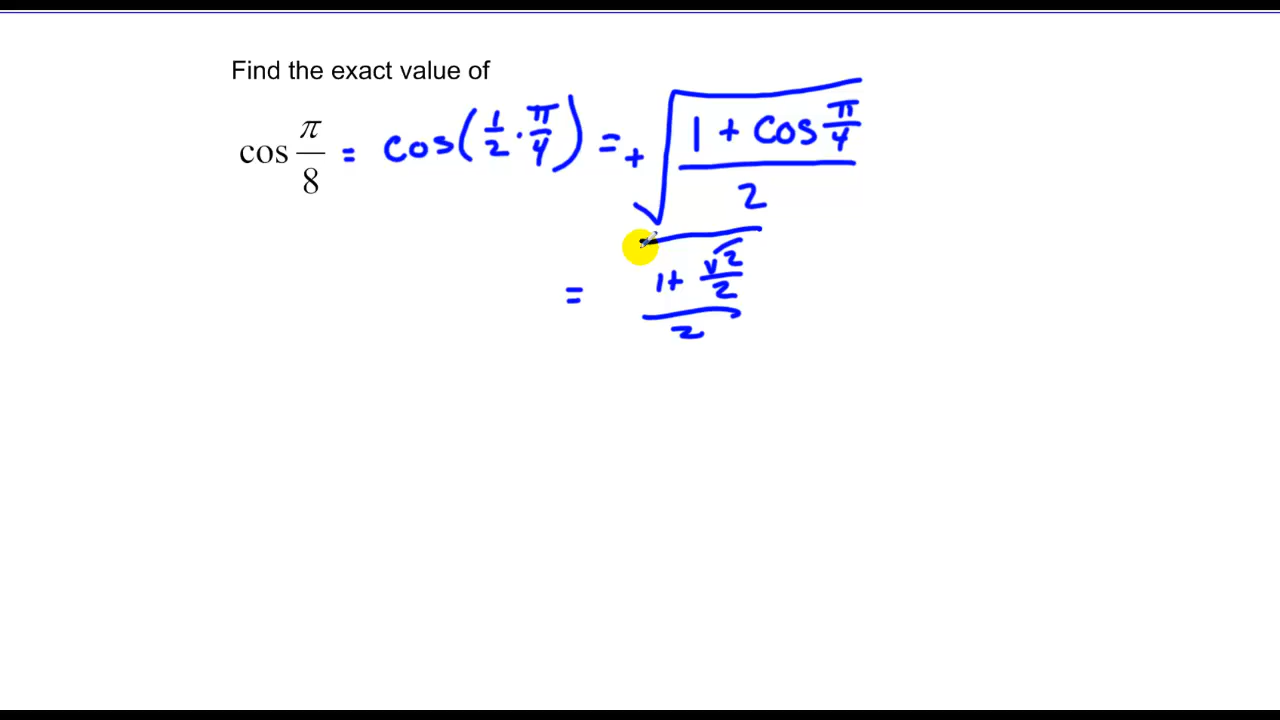 Find the exact value of
cos π/8 = cos(1/2 · π/4) = +√((1 + cos π/4)/2)
= √((1+ √2/2)/2)